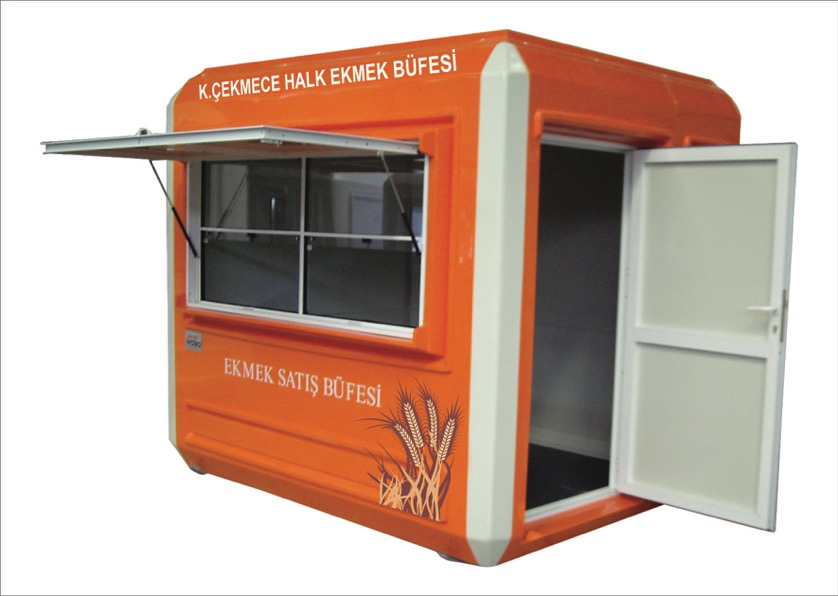 K.ÇEKMECE HALK EKMEK BÜFESİ
EKMEK SATIŞ BÜFESİ